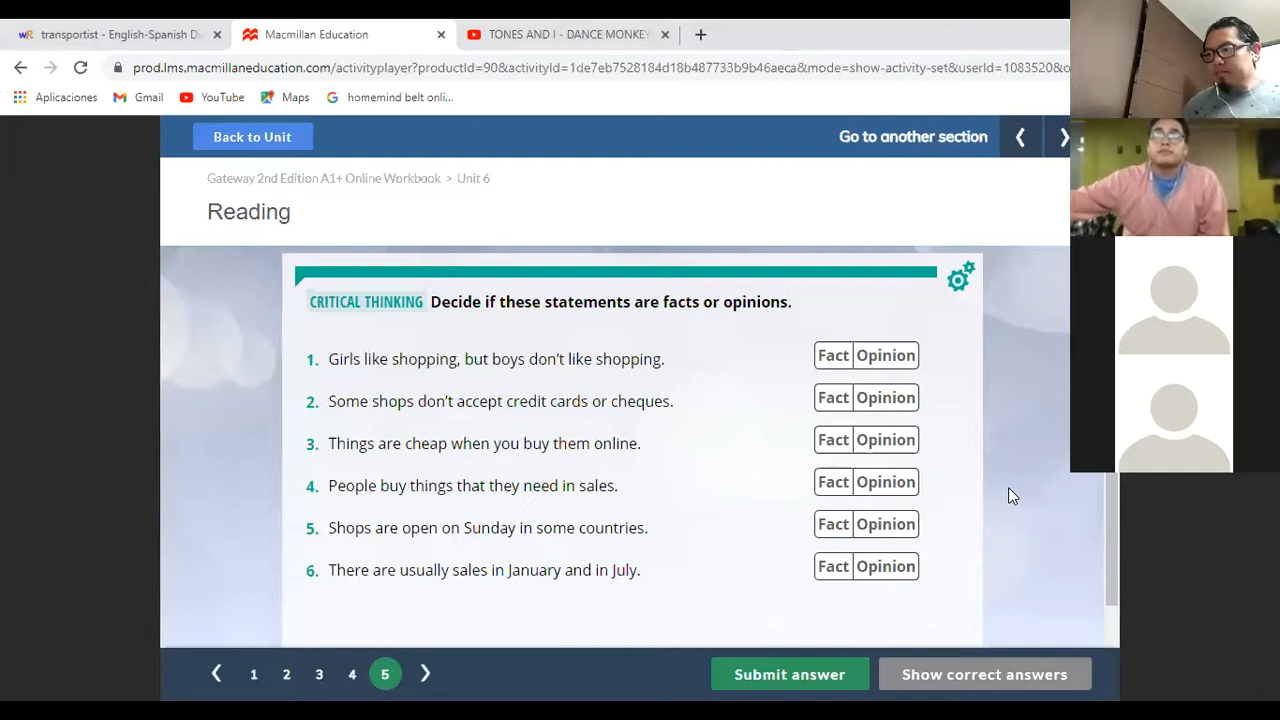 transportist - English-Spanish Di
Macmillan Education
TONES AND I - DANCE MONKEY
prod.lms.macmillaneducation.com/activityplayer?productId=90&activityId=1de7eb7528184d18b487733b9b46aeca&mode=show-activity-set&userId=1083520&o
Aplicaciones
Gmail
YouTube
Maps
homemind belt onli...
Back to Unit
Go to another section
Gateway 2nd Edition A1+ Online Workbook > Unit 6
Reading
CRITICAL THINKING Decide if these statements are facts or opinions.
1. Girls like shopping, but boys don't like shopping. Fact Opinion
2. Some shops don't accept credit cards or cheques. Fact Opinion
3. Things are cheap when you buy them online. Fact Opinion
4. People buy things that they need in sales. Fact Opinion
5. Shops are open on Sunday in some countries. Fact Opinion
6. There are usually sales in January and in July. Fact Opinion
1 2 3 4 5
Submit answer
Show correct answers